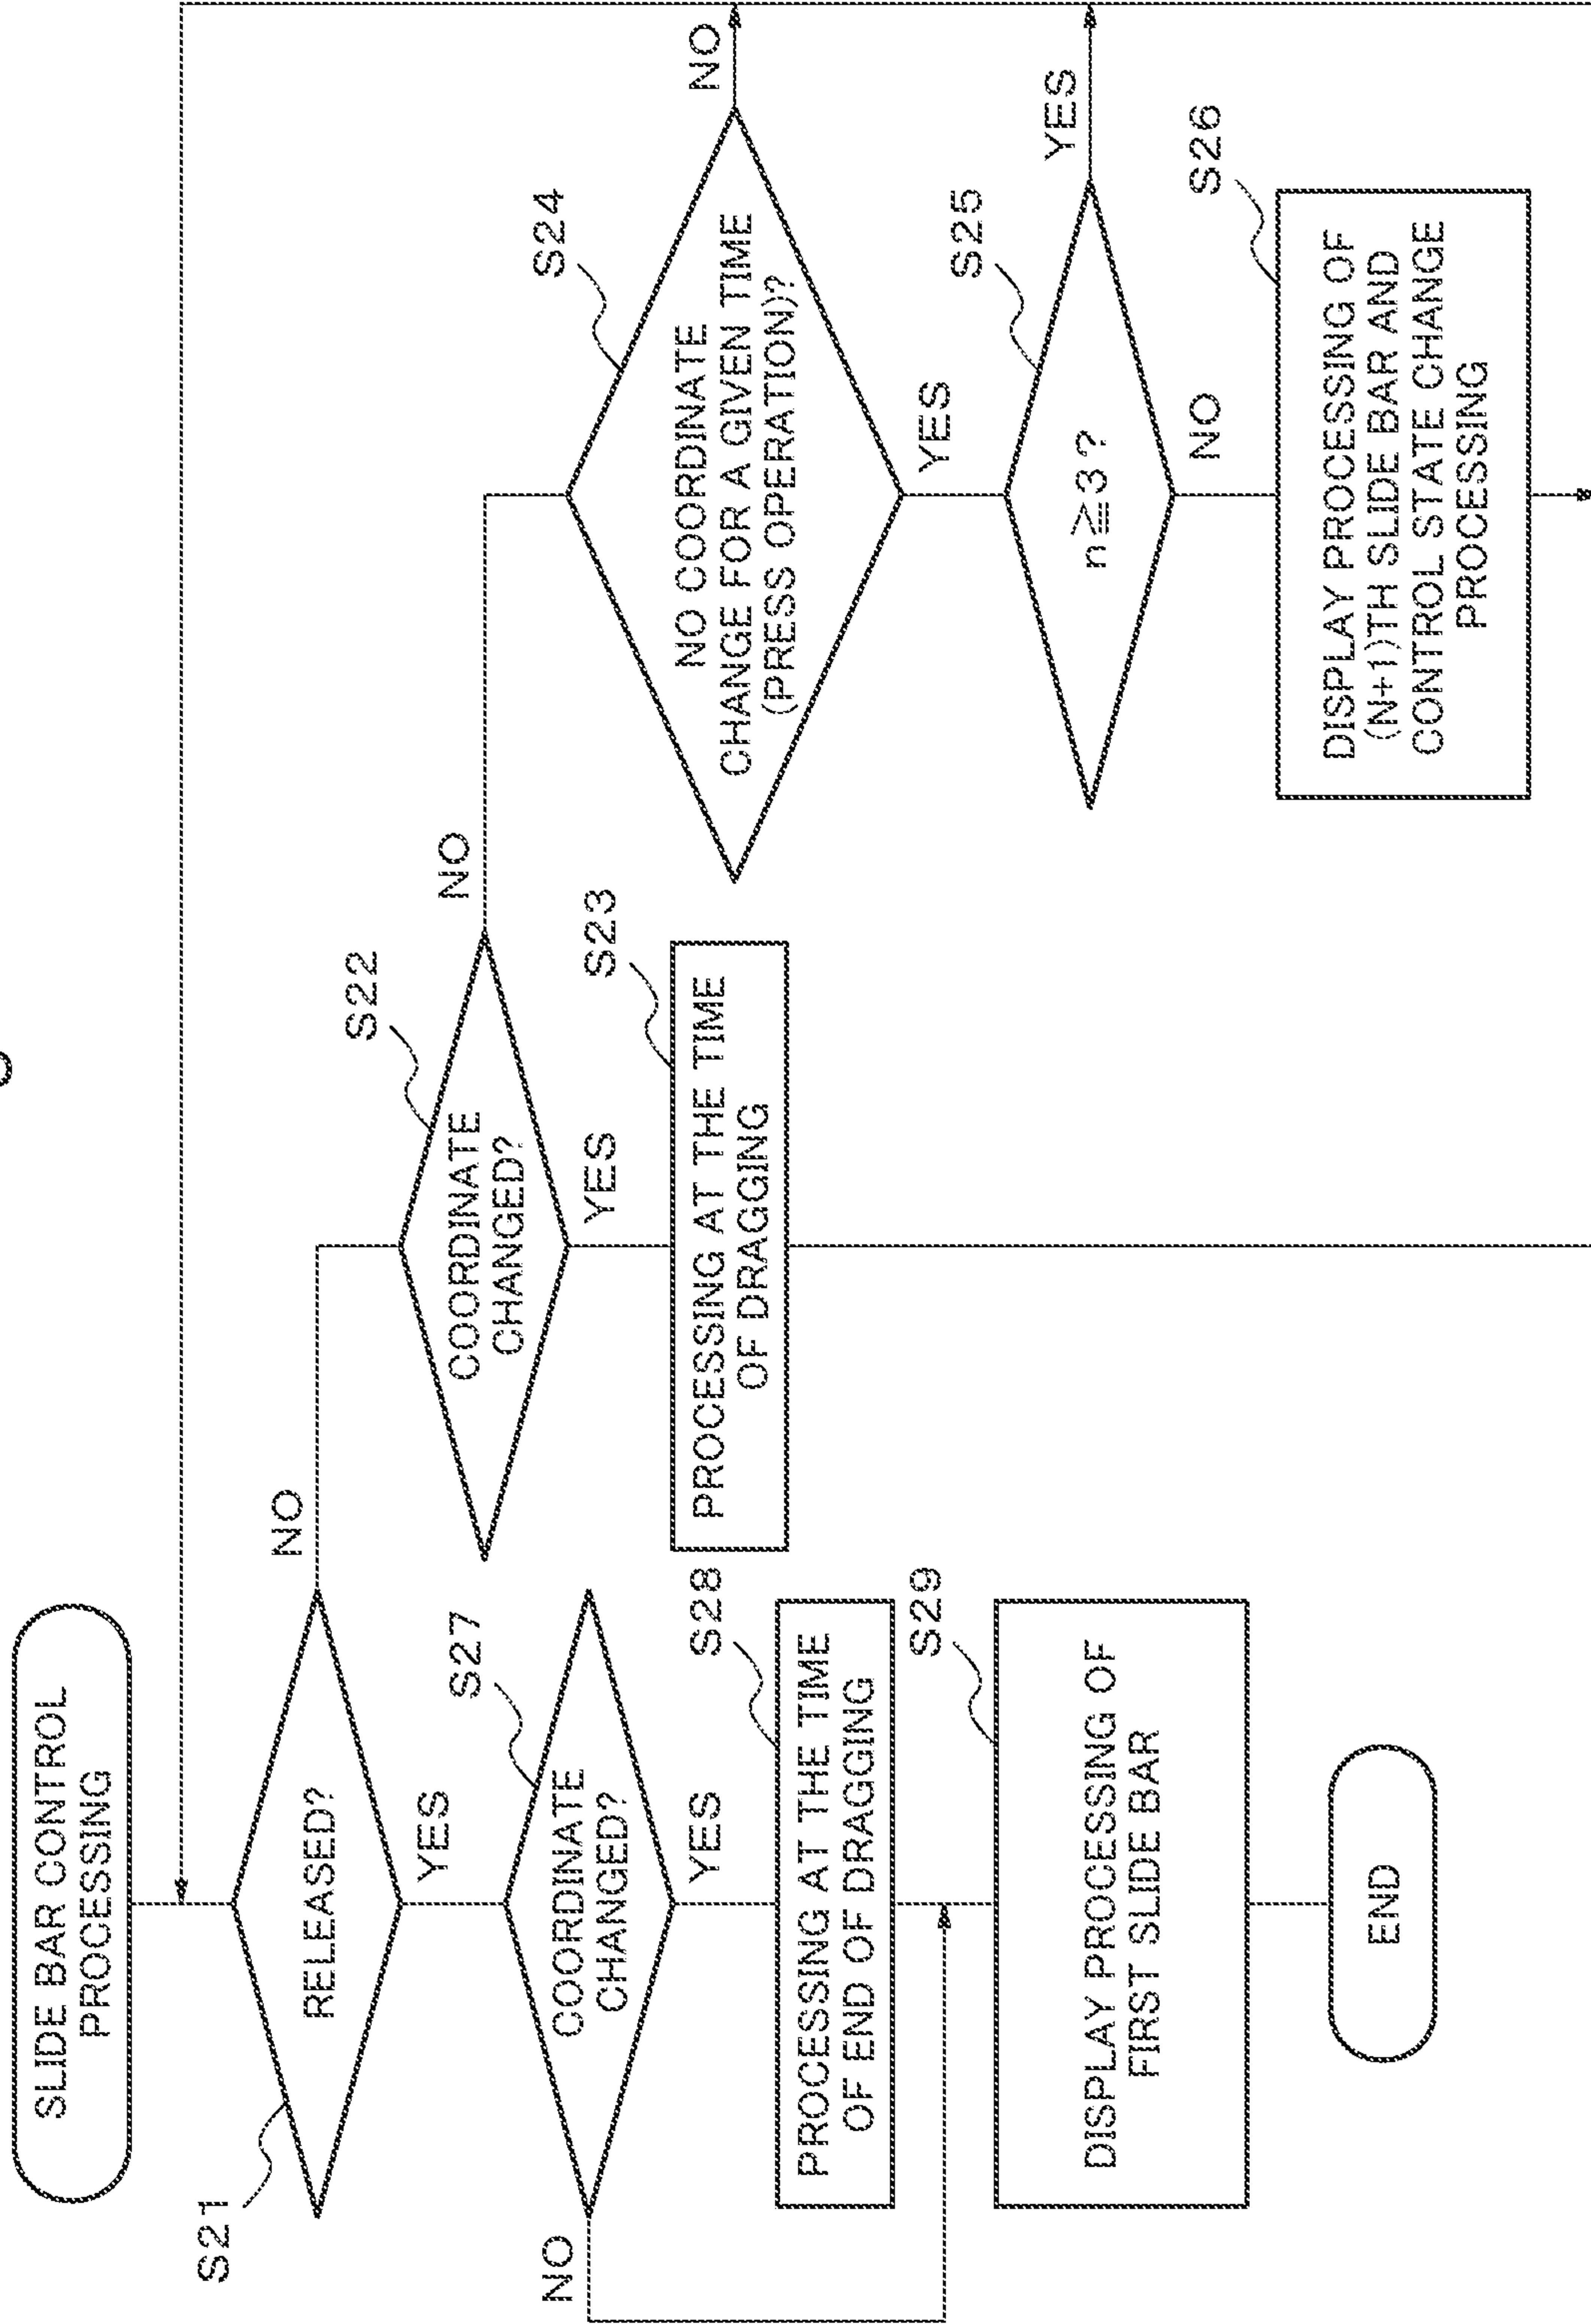 SLIDE BAR CONTROL
PROCESSING
S21
RELEASED?
NO
YES
S27
COORDINATE
CHANGED?
NO
YES
S28
PROCESSING AT THE TIME
OF END OF DRAGGING
S29
DISPLAY PROCESSING OF
FIRST SLIDE BAR
END
S22
COORDINATE
CHANGED?
NO
YES
S23
PROCESSING AT THE TIME
OF DRAGGING
S24
NO COORDINATE
CHANGE FOR A GIVEN TIME
(PRESS OPERATION)?
NO
YES
S25
n≧3?
YES
NO
S26
DISPLAY PROCESSING OF
(N+1)TH SLIDE BAR AND
CONTROL STATE CHANGE
PROCESSING